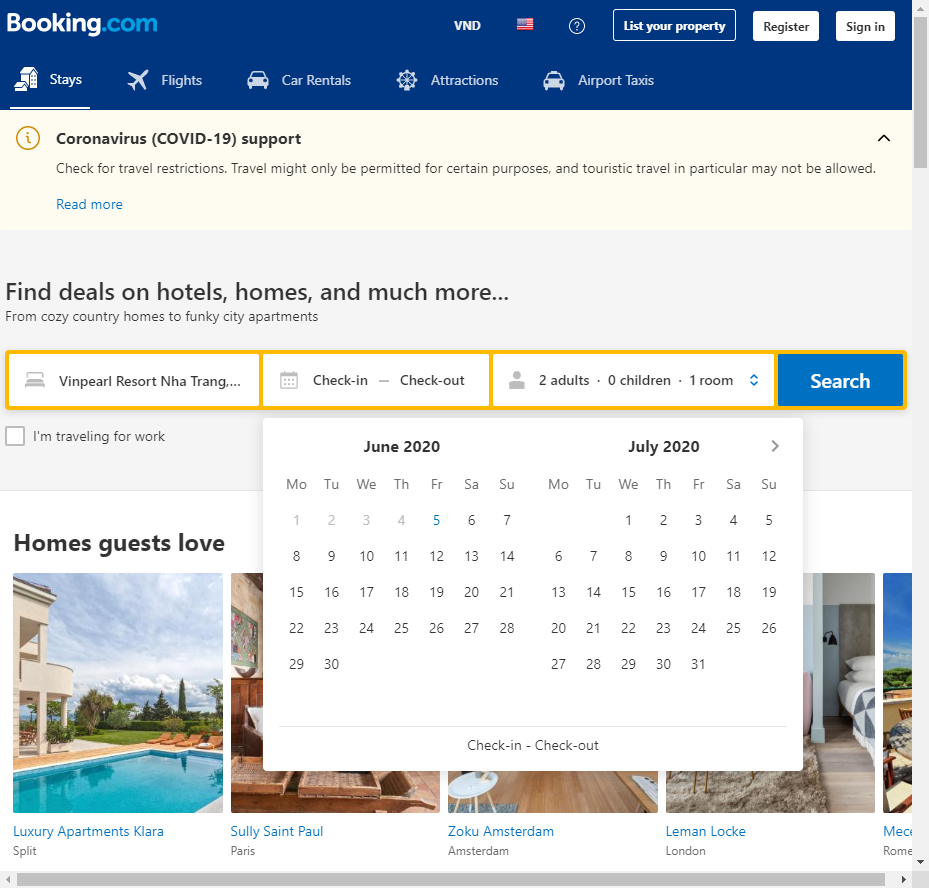 Booking.com
VND
List your property
Register
Sign in
Stays
Flights
Car Rentals
Attractions
Airport Taxis
Coronavirus (COVID-19) support
Check for travel restrictions. Travel might only be permitted for certain purposes, and touristic travel in particular may not be allowed.
Read more
Find deals on hotels, homes, and much more...
From cozy country homes to funky city apartments
Vinpearl Resort Nha Trang,...
Check-in — Check-out
2 adults · 0 children · 1 room
Search
I'm traveling for work
June 2020
Mo Tu We Th Fr Sa Su
1 2 3 4 5 6 7
8 9 10 11 12 13 14
15 16 17 18 19 20 21
22 23 24 25 26 27 28
29 30
July 2020
Mo Tu We Th Fr Sa Su
1 2 3 4 5
6 7 8 9 10 11 12
13 14 15 16 17 18 19
20 21 22 23 24 25 26
27 28 29 30 31
Check-in - Check-out
Homes guests love
Luxury Apartments Klara
Split
Sully Saint Paul
Paris
Zoku Amsterdam
Amsterdam
Leman Locke
London
Mece
Rome